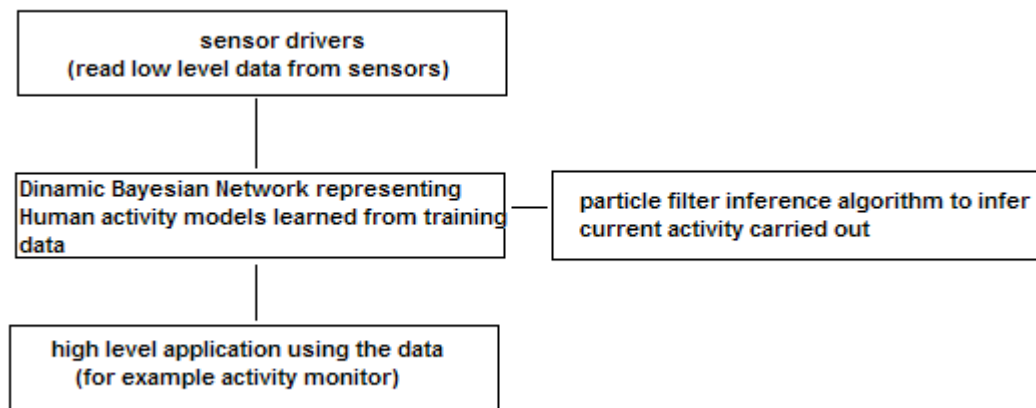 sensor drivers
(read low level data from sensors)
Dinamic Bayesian Network representing
Human activity models learned from training
data
particle filter inference algorithm to infer
current activity carried out
high level application using the data
(for example activity monitor)